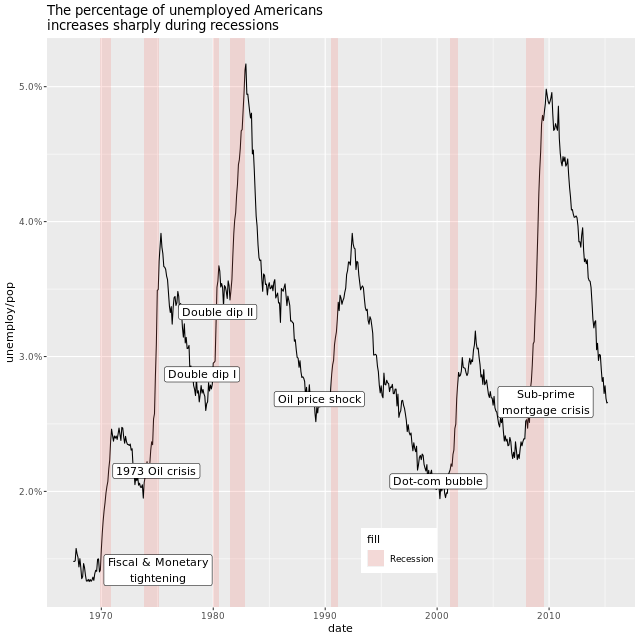 The percentage of unemployed Americans
increases sharply during recessions
5.0%
4.0%
3.0%
2.0%
unemploy/pop
Double dip II
Double dip I
Oil price shock
Sub-prime
mortgage crisis
1973 Oil crisis
Dot-com bubble
Fiscal & Monetary
tightening
fill
Recession
1970
1980
1990
2000
2010
date